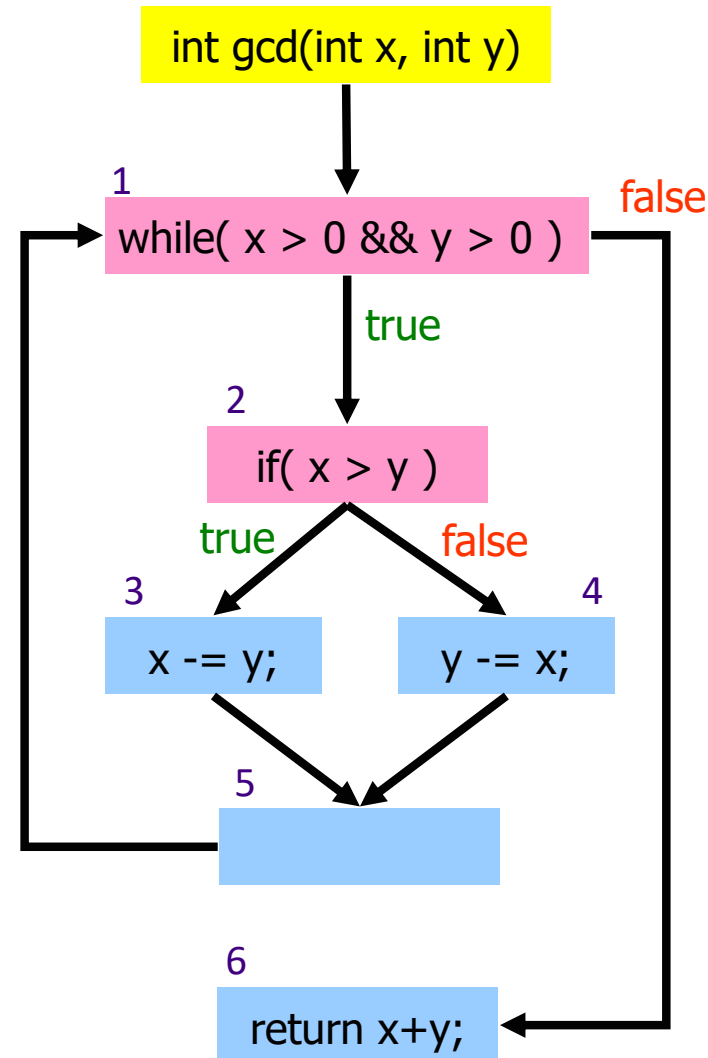 int gcd(int x, int y)
1
false
while( x > 0 && y > 0 )
true
2
if( x > y )
true
false
3
4
x -= y;
y -= x;
5
6
return x+y;